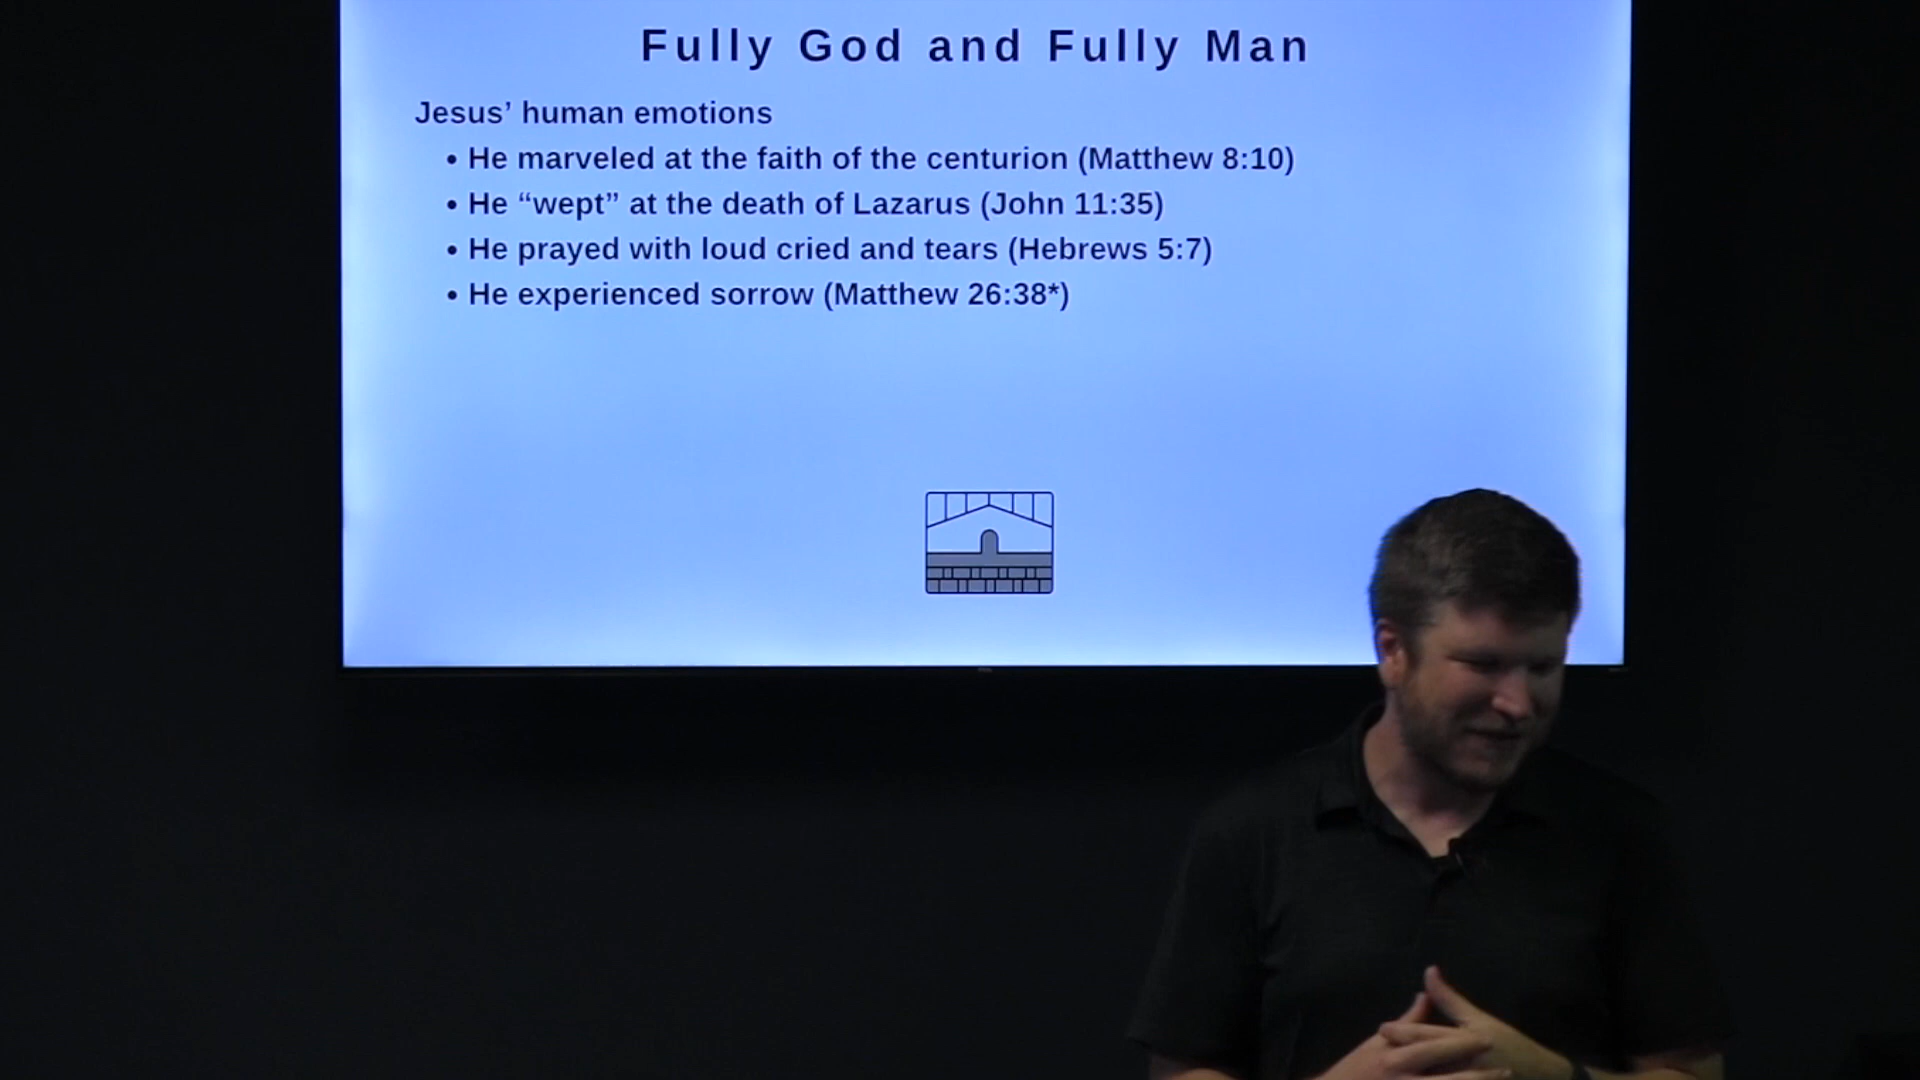 Fully God and Fully Man
Jesus’ human emotions
• He marveled at the faith of the centurion (Matthew 8:10)
• He “wept” at the death of Lazarus (John 11:35)
• He prayed with loud cried and tears (Hebrews 5:7)
• He experienced sorrow (Matthew 26:38*)